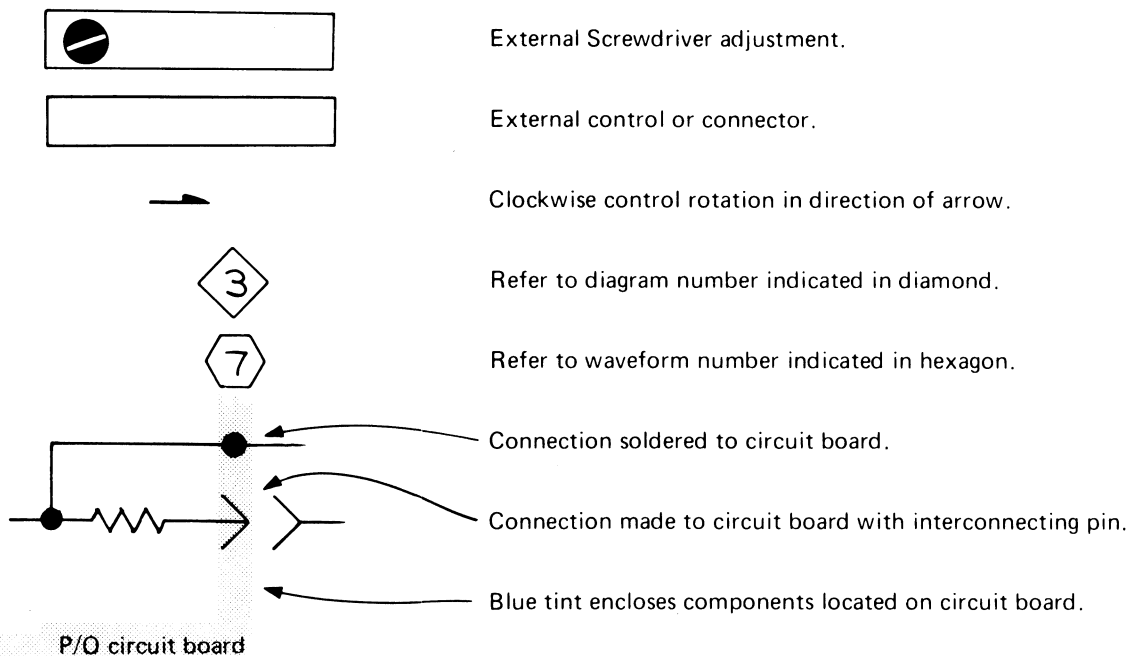 External Screwdriver adjustment.
External control or connector.
Clockwise control rotation in direction of arrow.
3
Refer to diagram number indicated in diamond.
7
Refer to waveform number indicated in hexagon.
Connection soldered to circuit board.
Connection made to circuit board with interconnecting pin.
Blue tint encloses components located on circuit board.
P/O circuit board